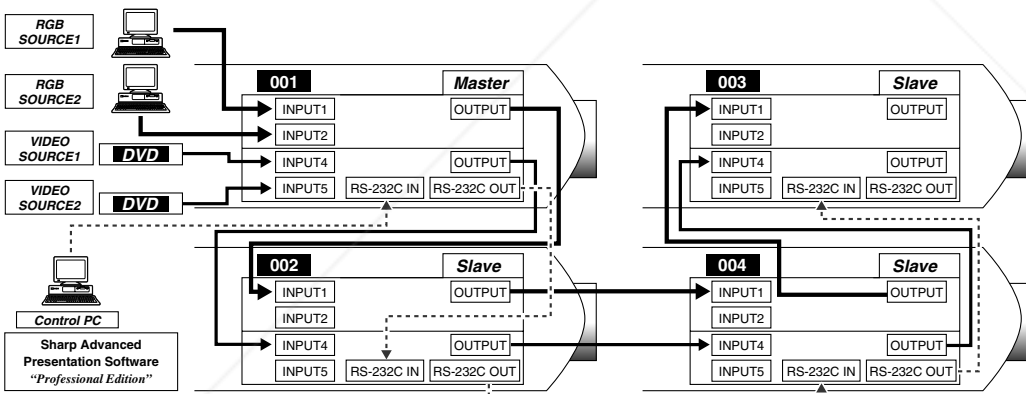 RGB
SOURCE1
RGB
SOURCE2
VIDEO
SOURCE1
DVD
VIDEO
SOURCE2
DVD
Control PC
Sharp Advanced
Presentation Software
“Professional Edition”
001
Master
INPUT1
OUTPUT
INPUT2
INPUT4
OUTPUT
INPUT5
RS-232C IN
RS-232C OUT
003
Slave
INPUT1
OUTPUT
INPUT2
INPUT4
OUTPUT
INPUT5
RS-232C IN
RS-232C OUT
002
Slave
INPUT1
OUTPUT
INPUT2
INPUT4
OUTPUT
INPUT5
RS-232C IN
RS-232C OUT
004
Slave
INPUT1
OUTPUT
INPUT2
INPUT4
OUTPUT
INPUT5
RS-232C IN
RS-232C OUT